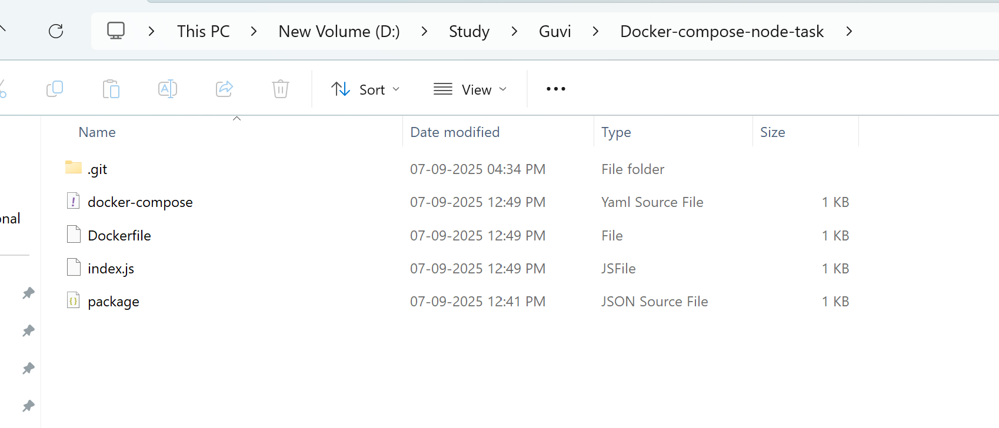 This PC > New Volume (D:) > Study > Guvi > Docker-compose-node-task >
Sort View
Name Date modified Type Size
.git 07-09-2025 04:34 PM File folder
docker-compose 07-09-2025 12:49 PM Yaml Source File 1 KB
Dockerfile 07-09-2025 12:49 PM File 1 KB
index.js 07-09-2025 12:49 PM JSFile 1 KB
package 07-09-2025 12:41 PM JSON Source File 1 KB